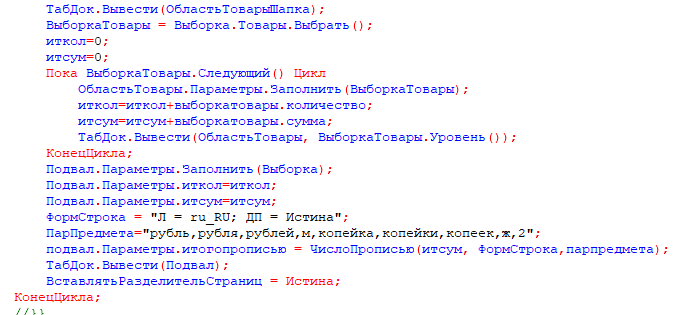 ТабДок.Вывести(ОбластьТоварыШапка);
ВыборкаТовары = Выборка.Товары.Выбрать();
иткол=0;
итсум=0;
Пока ВыборкаТовары.Следующий() Цикл
ОбластьТовары.Параметры.Заполнить(ВыборкаТовары);
иткол=иткол+выборкатовары.количество;
итсум=итсум+выборкатовары.сумма;
ТабДок.Вывести(ОбластьТовары, ВыборкаТовары.Уровень());
КонецЦикла;
Подвал.Параметры.Заполнить(Выборка);
Подвал.Параметры.иткол=иткол;
Подвал.Параметры.итсум=итсум;
ФормСтрока = "Л = ru_RU; ДП = Истина";
ПарПредмета="рубль,рубля,рублей,м,копейка,копейки,копеек,ж,2";
подвал.Параметры.итогопрописью = ЧислоПрописью(итсум, ФормСтрока,парпредмета);
ТабДок.Вывести(Подвал);
ВставлятьРазделительСтраниц = Истина;
КонецЦикла;
//}}